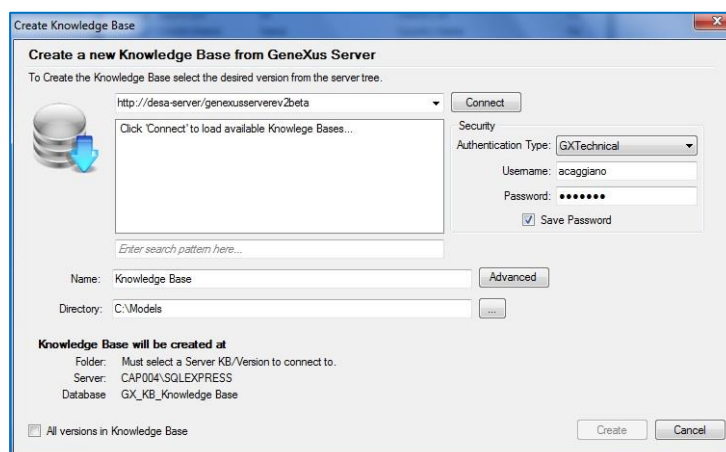 Create Knowledge Base
Create a new Knowledge Base from GeneXus Server
To Create the Knowledge Base select the desired version from the server tree.
http://desa-server/genexusserverev2beta
Connect
Click 'Connect' to load available Knowlege Bases...
Security
Authentication Type: GXTechnical
Username: acaggiano
Password: •••••••
Save Password
Enter search pattern here...
Name: Knowledge Base
Advanced
Directory: C:\Models
...
Knowledge Base will be created at
Folder: Must select a Server KB/Version to connect to.
Server: CAP004\SQLEXPRESS
Database GX_KB_Knowledge Base
All versions in Knowledge Base
Create
Cancel